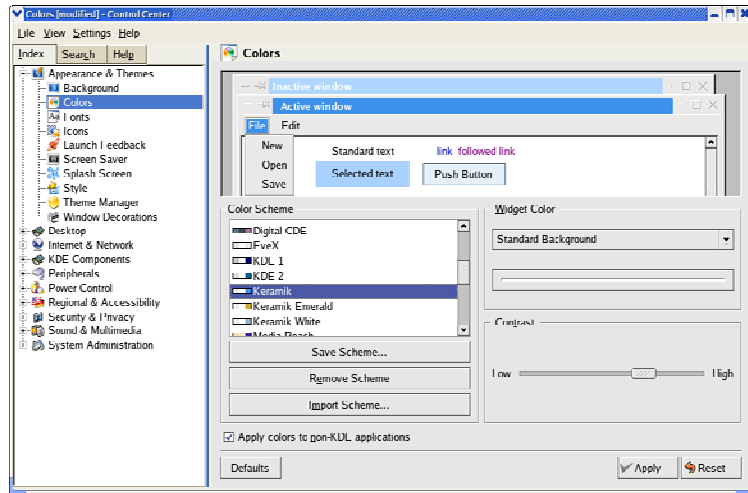 Colors [modified] - Control Center
File View Settings Help
Index Search Help
Appearance & Themes
Background
Colors
Fonts
Icons
Launch Feedback
Screen Saver
Splash Screen
Style
Theme Manager
Window Decorations
Desktop
Internet & Network
KDE Components
Peripherals
Power Control
Regional & Accessibility
Security & Privacy
Sound & Multimedia
System Administration
Colors
Inactive window
Active window
File Edit
New
Open
Save
Standard text
link followed link
Selected text
Push Button
Color Scheme
Digital CDE
EveX
KDE 1
KDE 2
Keramik
Keramik Emerald
Keramik White
Media Peach
Save Scheme...
Remove Scheme
Import Scheme...
Widget Color
Standard Background
Contrast
Low High
Apply colors to non-KDE applications
Defaults
Apply
Reset